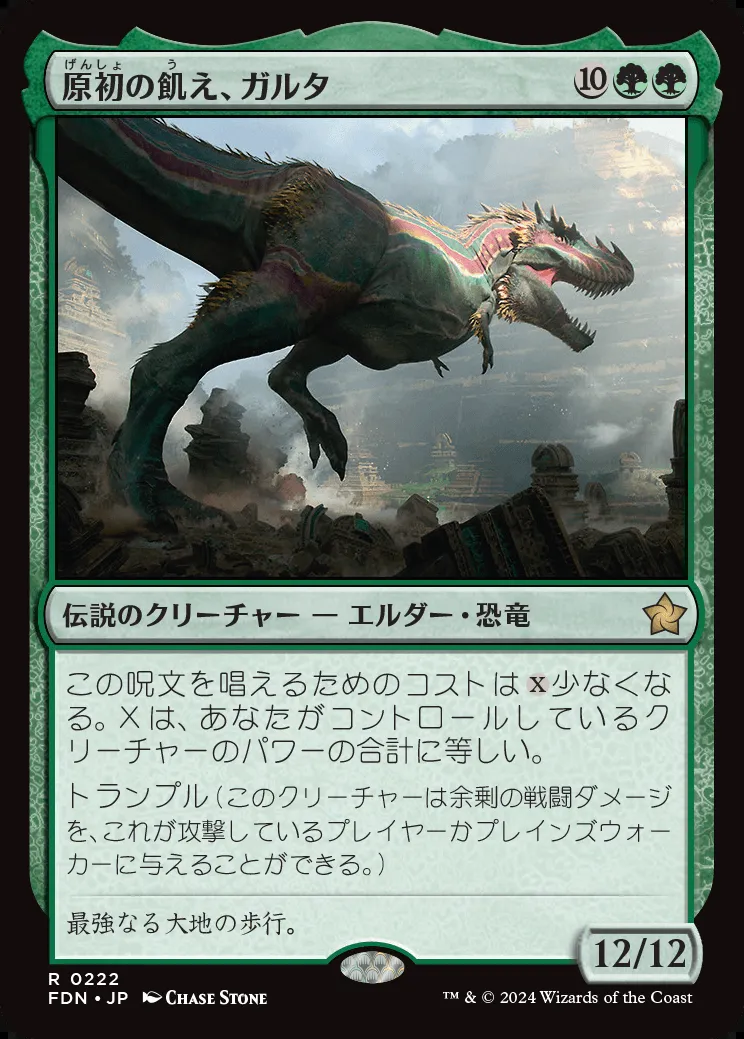 げんしょ う
原初の飢え、ガルタ 10
伝説のクリーチャー — エルダー・恐竜
この呪文を唱えるためのコストは X 少なくな
る。Xは、あなたがコントロールしているク
リーチャーのパワーの合計に等しい。
トランプル(このクリーチャーは余剰の戦闘ダメージ
を、これが攻撃しているプレイヤーかプレインズウォー
カーに与えることができる。)
最強なる大地の歩行。
12/12
R 0222
FDN • JP CHASE STONE
™ & © 2024 Wizards of the Coast